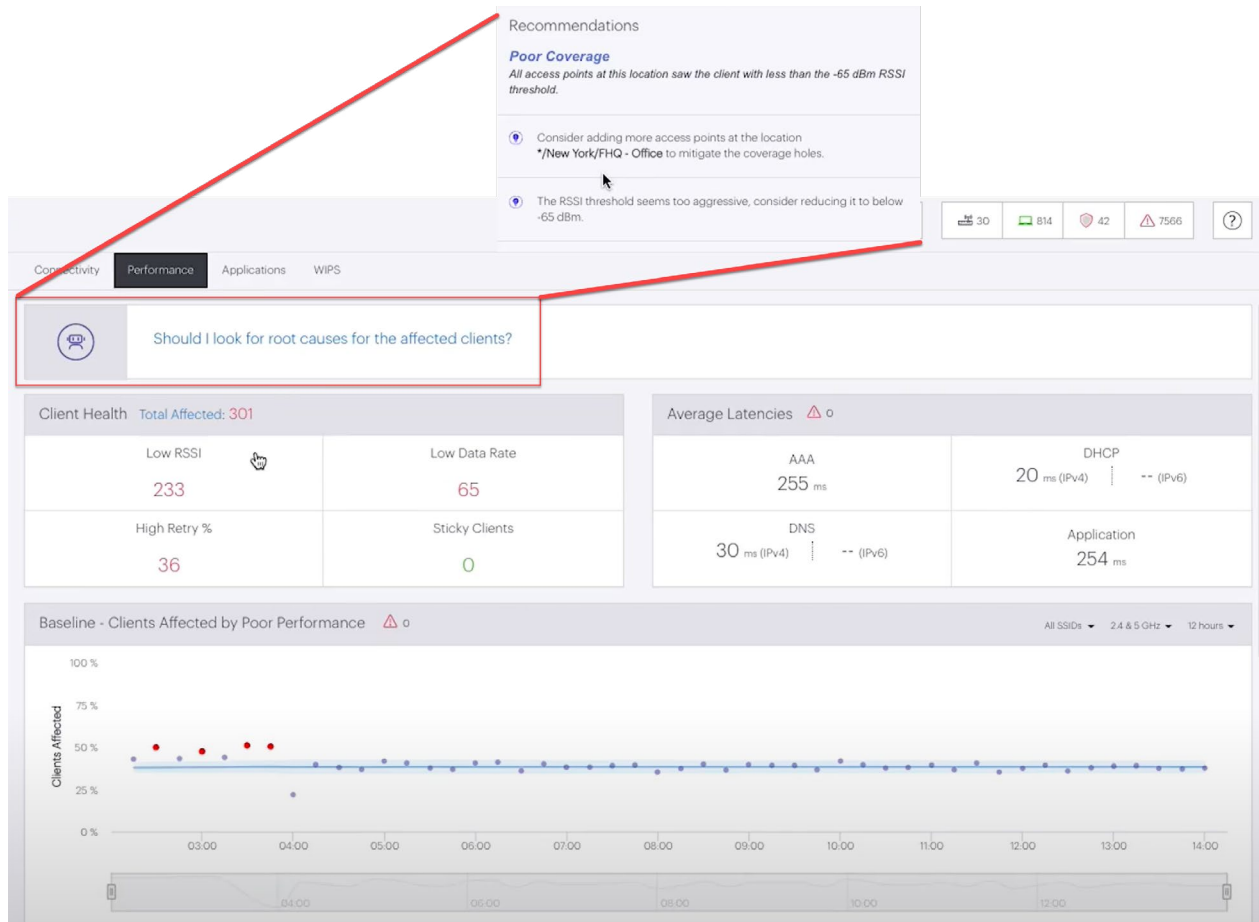 Recommendations
Poor Coverage
All access points at this location saw the client with less than the -65 dBm RSSI
threshold.
Consider adding more access points at the location
*/New York/FHQ - Office to mitigate the coverage holes.
The RSSI threshold seems too aggressive, consider reducing it to below
-65 dBm.
30
814
42
7566
?
Connectivity
Performance
Applications
WIPS
Should I look for root causes for the affected clients?
Client Health Total Affected: 301
Low RSSI
233
Low Data Rate
65
High Retry %
36
Sticky Clients
0
Average Latencies 0
AAA
255 ms
DHCP
20 ms (IPv4) -- (IPv6)
DNS
30 ms (IPv4) -- (IPv6)
Application
254 ms
Baseline - Clients Affected by Poor Performance 0
All SSIDs 2.4 & 5 GHz 12 hours
Clients Affected
100 %
75 %
50 %
25 %
0 %
03:00 04:00 05:00 06:00 07:00 08:00 09:00 10:00 11:00 12:00 13:00 14:00
04:00 06:00 08:00 10:00 12:00